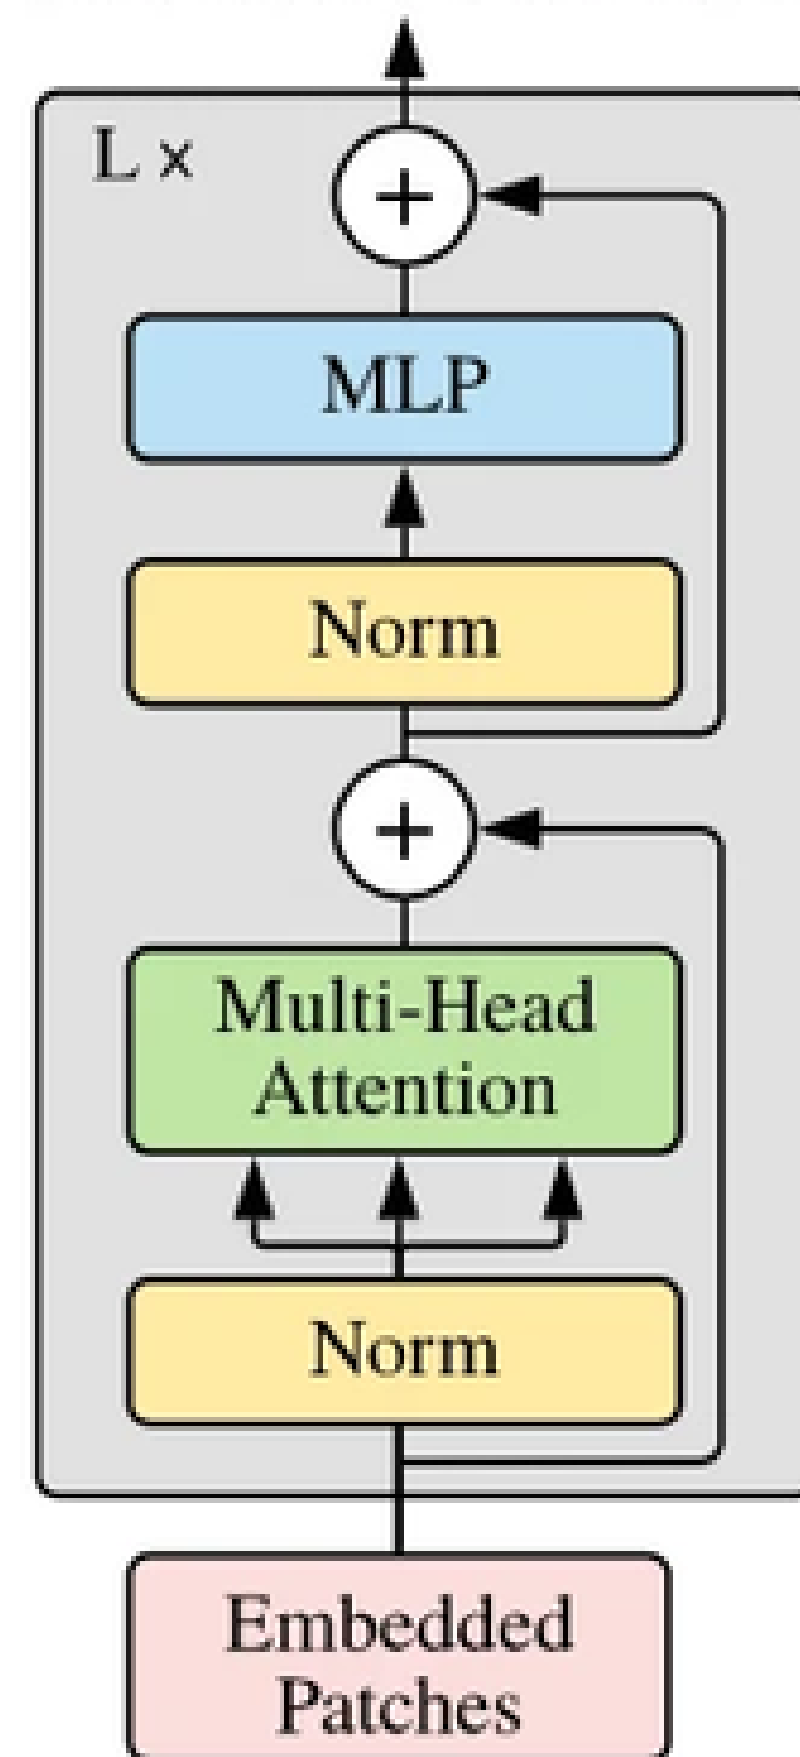 L ×
+
MLP
Norm
+
Multi-Head
Attention
Norm
Embedded
Patches